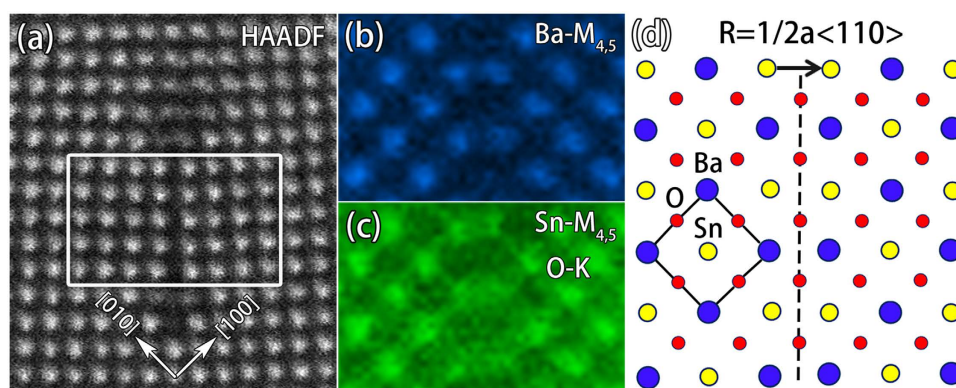 (a) HAADF
[010]
[100]
(b) Ba-M4,5
(c) Sn-M4,5
O-K
(d) R=1/2a<110>
Ba
O
Sn